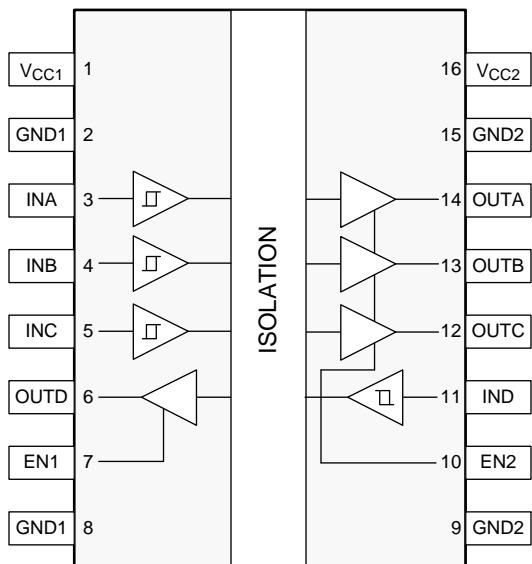 VCC1 1 16 VCC2
GND1 2 15 GND2
INA 3 14 OUTA
INB 4 13 OUTB
INC 5 12 OUTC
OUTD 6 11 IND
EN1 7 10 EN2
GND1 8 9 GND2
ISOLATION